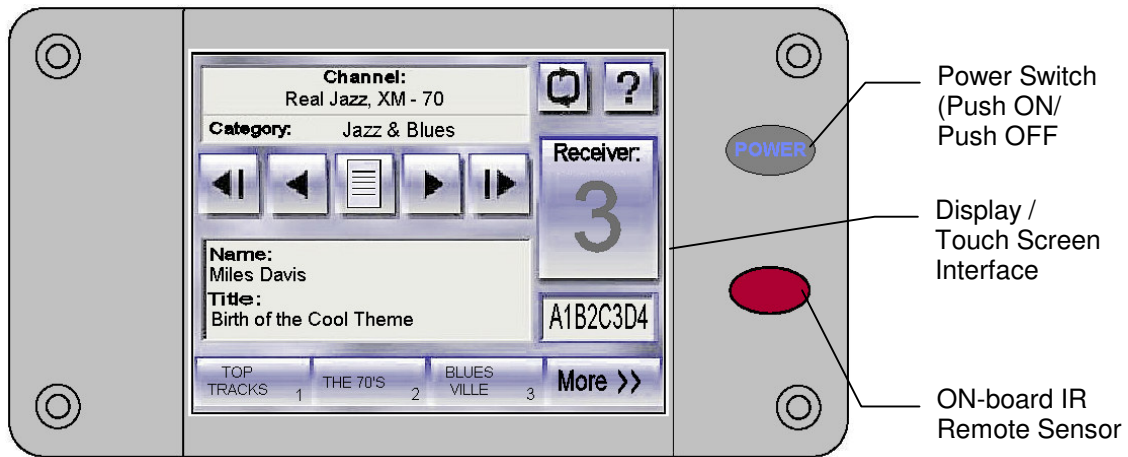 Channel:
Real Jazz, XM - 70
Category: Jazz & Blues
?
Receiver:
3
Name:
Miles Davis
Title:
Birth of the Cool Theme
A1B2C3D4
TOP
TRACKS 1
THE 70'S 2
BLUES
VILLE 3
More >>
POWER
Power Switch
(Push ON/
Push OFF
Display /
Touch Screen
Interface
ON-board IR
Remote Sensor